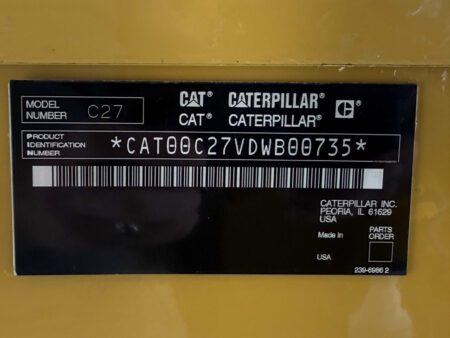 MODEL NUMBER C27
CAT® CATERPILLAR®
CAT® CATERPILLAR®
PRODUCT IDENTIFICATION NUMBER *CAT00C27VDWB00735*
CATERPILLAR INC.
PEORIA, IL 61629
USA
Made In
USA
PARTS ORDER
239-6986 2